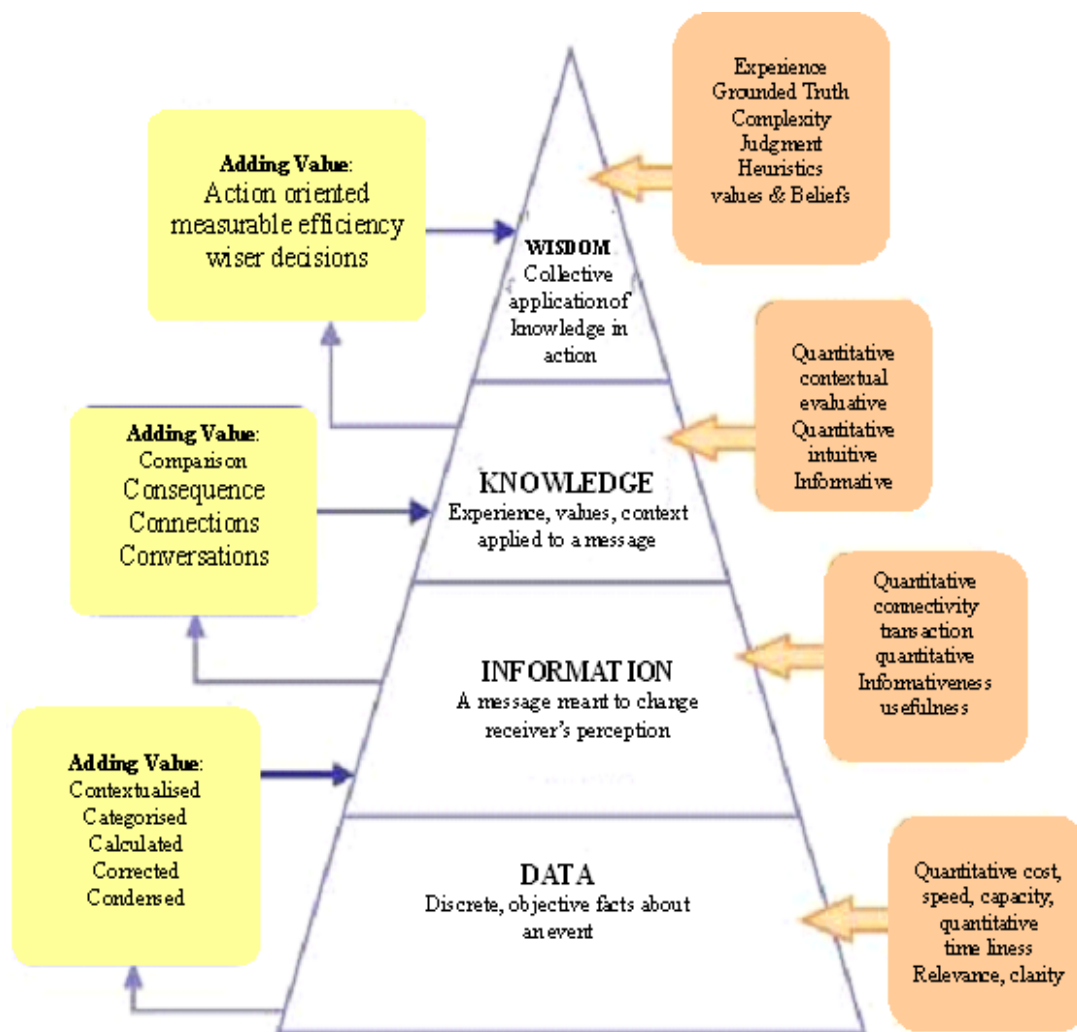 Experience
Grounded Truth
Complexity
Judgment
Heuristics
values & Beliefs
Adding Value:
Action oriented
measurable efficiency
wiser decisions
WISDOM
Collective
application of
knowledge in
action
Quantitative
contextual
evaluative
Quantitative
intuitive
Informative
Adding Value:
Comparison
Consequence
Connections
Conversations
KNOWLEDGE
Experience, values, context
applied to a message
Quantitative
connectivity
transaction
quantitative
Informativeness
usefulness
INFORMATION
A message meant to change
receiver's perception
Adding Value:
Contextualised
Categorised
Calculated
Corrected
Condensed
DATA
Discrete, objective facts about
an event
Quantitative cost,
speed, capacity,
quantitative
time liness
Relevance, clarity